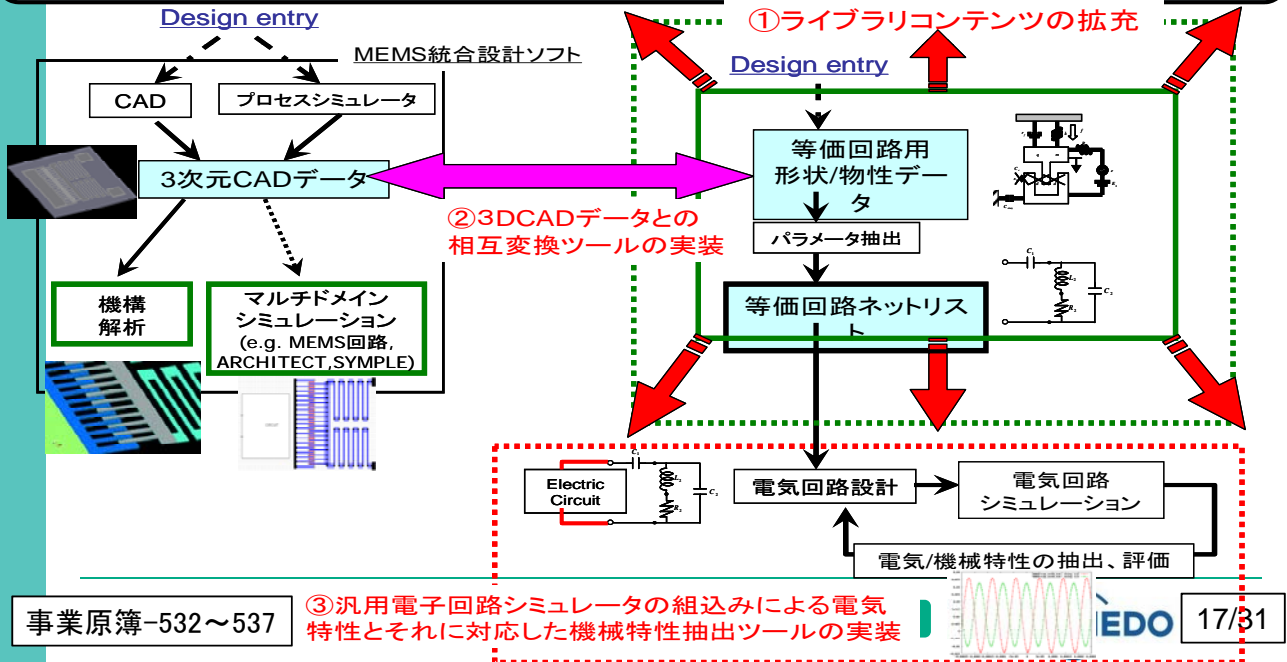 ①ライブラリコンテンツの拡充
Design entry
MEMS統合設計ソフト
CAD
プロセスシミュレータ
3次元CADデータ
機構
解析
マルチドメイン
シミュレーション
(e.g. MEMS回路,
ARCHITECT,SYMPLE)
②3DCADデータとの
相互変換ツールの実装
Design entry
等価回路用
形状/物性デー
タ
パラメータ抽出
等価回路ネットリス
ト
C₁
L₂
R₂
C₂
Electric
Circuit
C₁
L₂
R₂
C₂
電気回路設計
電気回路
シミュレーション
電気/機械特性の抽出、評価
③汎用電子回路シミュレータの組込みによる電気
特性とそれに対応した機械特性抽出ツールの実装
事業原簿-532～537
NEDO
17/31